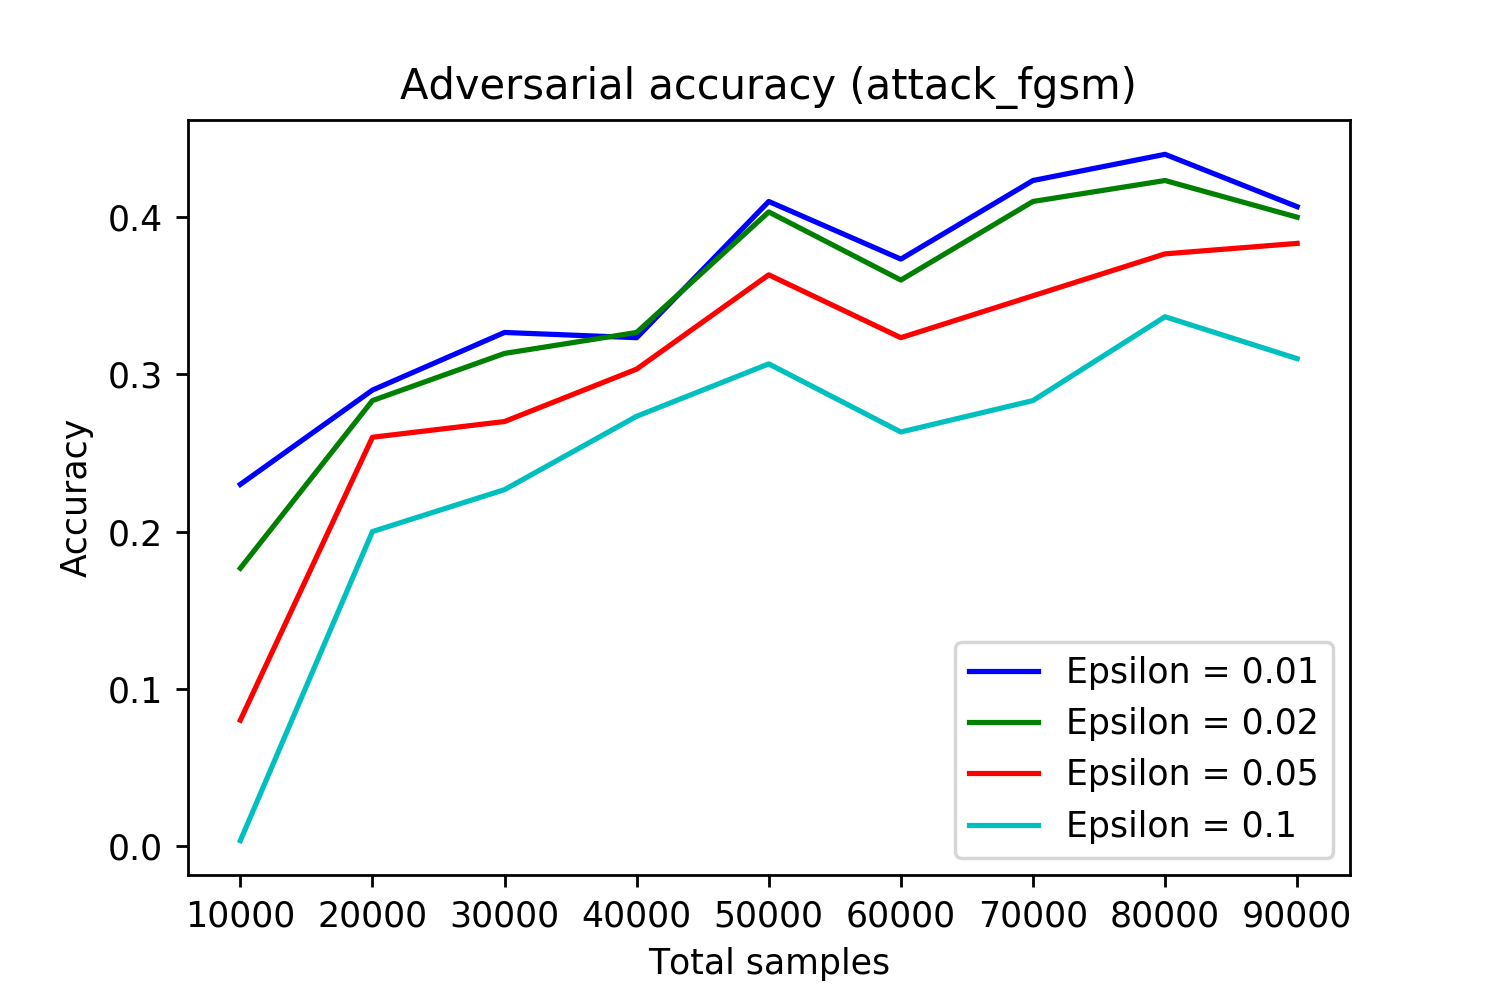 Adversarial accuracy (attack_fgsm)
Accuracy
0.4
0.3
0.2
0.1
0.0
Epsilon = 0.01
Epsilon = 0.02
Epsilon = 0.05
Epsilon = 0.1
10000 20000 30000 40000 50000 60000 70000 80000 90000
Total samples